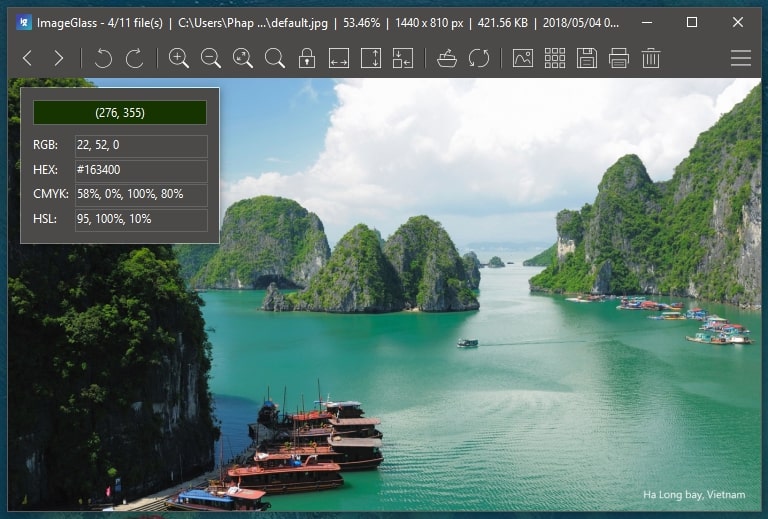 ImageGlass - 4/11 file(s) | C:\Users\Phap ...\default.jpg | 53.46% | 1440 x 810 px | 421.56 KB | 2018/05/04 0...
(276, 355)
RGB: 22, 52, 0
HEX: #163400
CMYK: 58%, 0%, 100%, 80%
HSL: 95, 100%, 10%
Ha Long bay, Vietnam